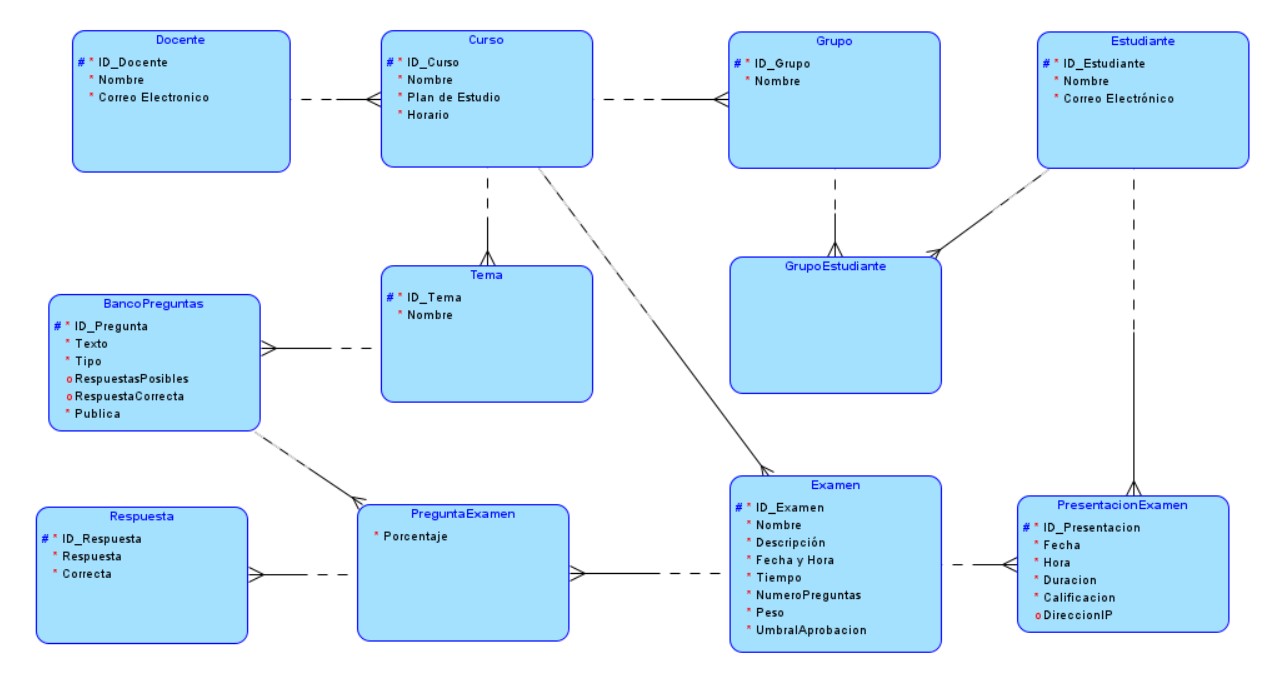 Docente
# * ID_Docente
* Nombre
* Correo Electronico
Curso
# * ID_Curso
* Nombre
* Plan de Estudio
* Horario
Grupo
# * ID_Grupo
* Nombre
Estudiante
# * ID_Estudiante
* Nombre
* Correo Electrónico
GrupoEstudiante
Tema
# * ID_Tema
* Nombre
BancoPreguntas
# * ID_Pregunta
* Texto
* Tipo
o RespuestasPosibles
o RespuestaCorrecta
* Publica
Respuesta
# * ID_Respuesta
* Respuesta
* Correcta
PreguntaExamen
* Porcentaje
Examen
# * ID_Examen
* Nombre
* Descripción
* Fecha y Hora
* Tiempo
* NumeroPreguntas
* Peso
* UmbralAprobacion
PresentacionExamen
# * ID_Presentacion
* Fecha
* Hora
* Duracion
* Calificacion
o DireccionIP